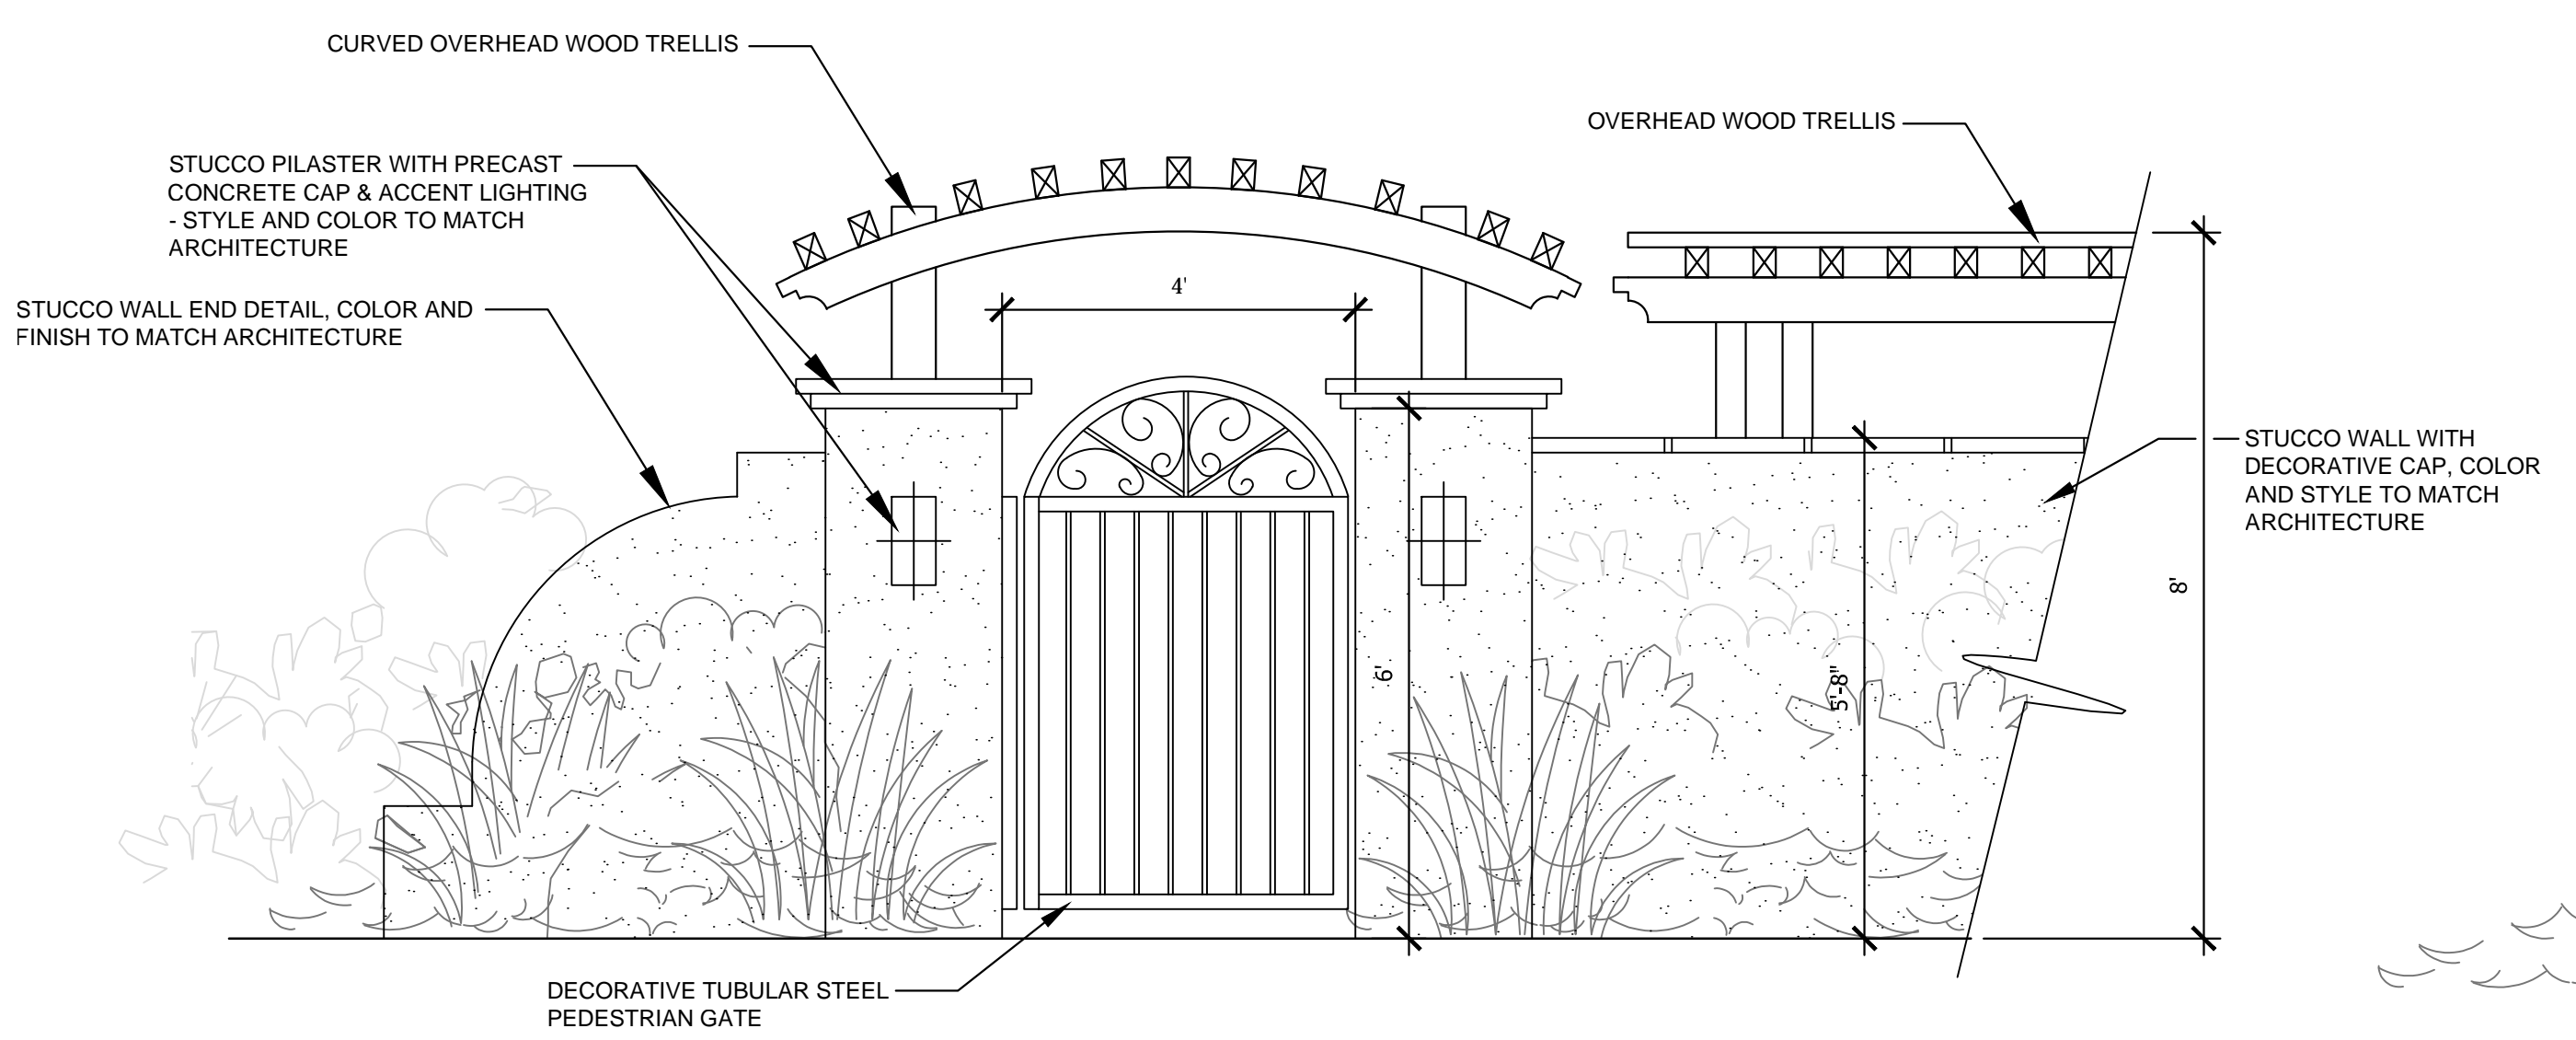 CURVED OVERHEAD WOOD TRELLIS
OVERHEAD WOOD TRELLIS
STUCCO PILASTER WITH PRECAST
CONCRETE CAP & ACCENT LIGHTING
- STYLE AND COLOR TO MATCH
ARCHITECTURE
4'
STUCCO WALL END DETAIL, COLOR AND
FINISH TO MATCH ARCHITECTURE
STUCCO WALL WITH
DECORATIVE CAP, COLOR
AND STYLE TO MATCH
ARCHITECTURE
8'
6'
5'-8"
DECORATIVE TUBULAR STEEL
PEDESTRIAN GATE